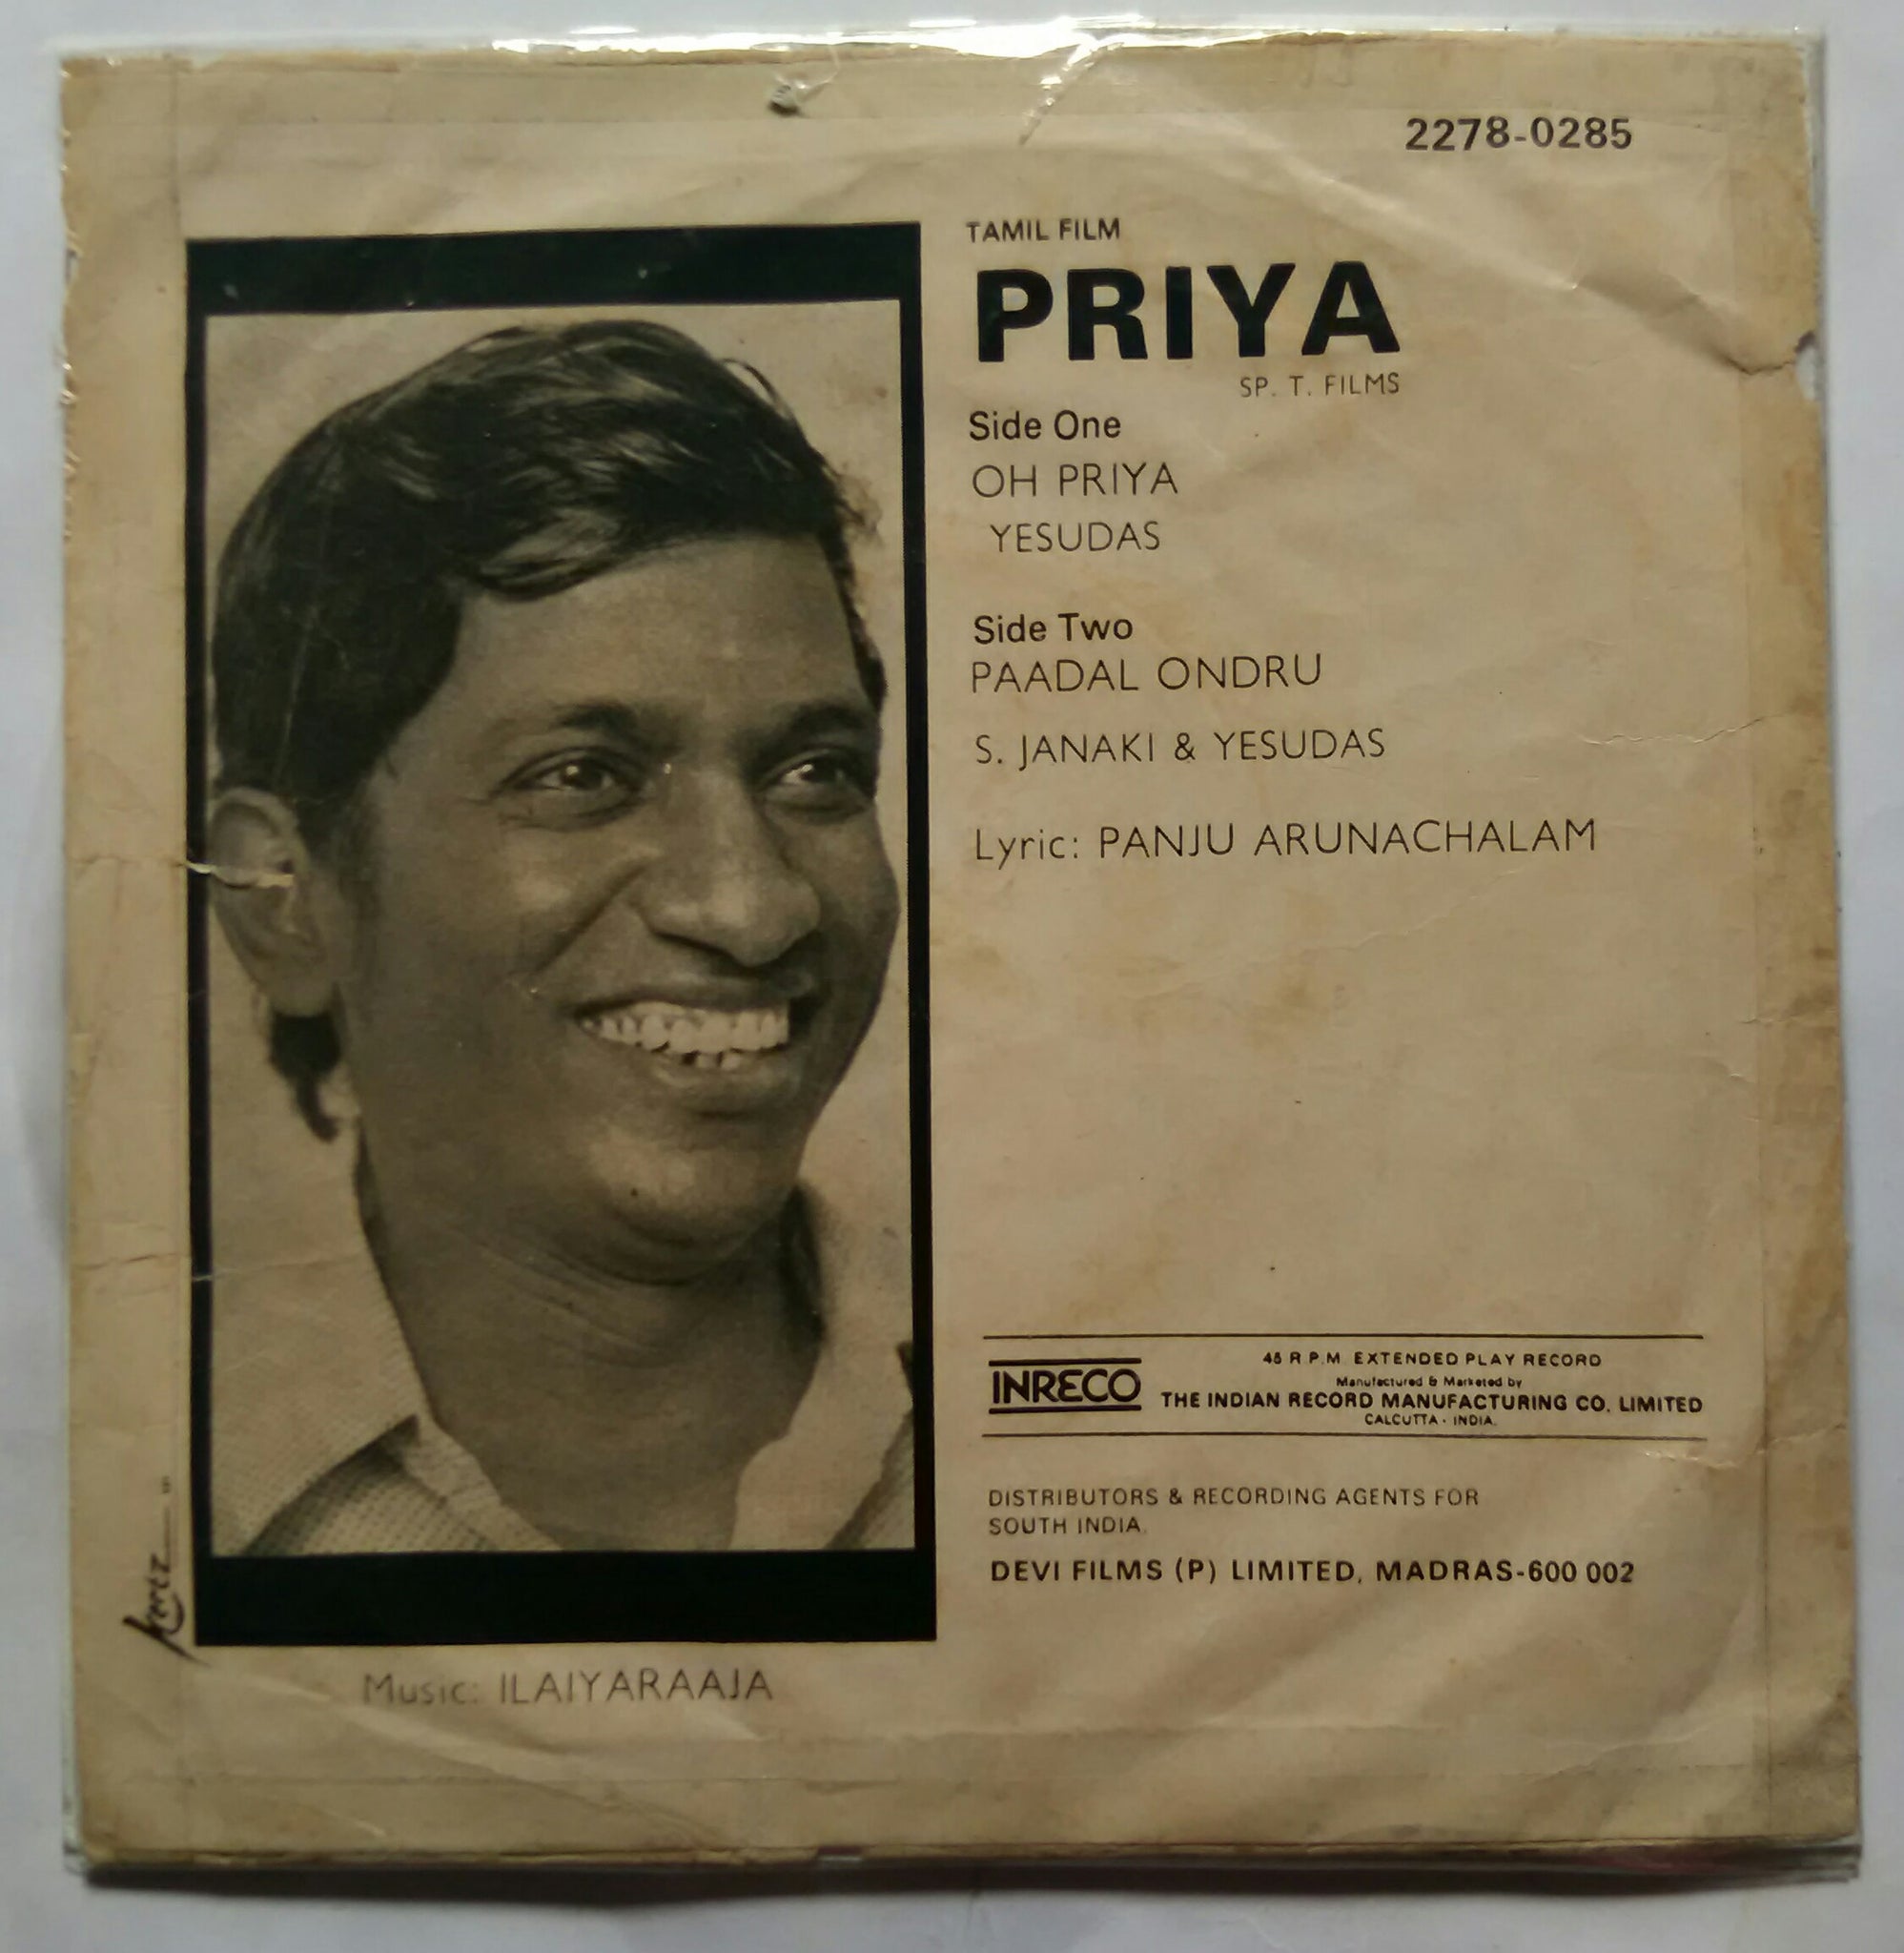 2278-0285
TAMIL FILM
PRIYA
SP. T. FILMS
Side One
OH PRIYA
YESUDAS
Side Two
PAADAL ONDRU
S. JANAKI & YESUDAS
Lyric: PANJU ARUNACHALAM
INRECO
45 R.P.M. EXTENDED PLAY RECORD
Manufactured & Marketed by
THE INDIAN RECORD MANUFACTURING CO. LIMITED
CALCUTTA - INDIA.
DISTRIBUTORS & RECORDING AGENTS FOR
SOUTH INDIA.
DEVI FILMS (P) LIMITED, MADRAS-600 002
Music: ILAIYARAAJA